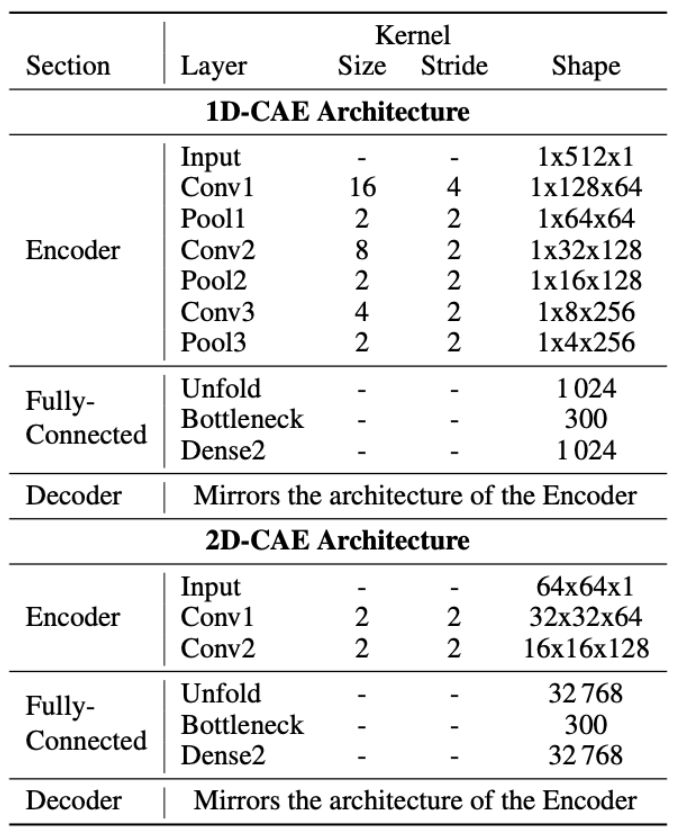 Kernel
Section Layer Size Stride Shape
1D-CAE Architecture
Input - - 1x512x1
Conv1 16 4 1x128x64
Pool1 2 2 1x64x64
Encoder Conv2 8 2 1x32x128
Pool2 2 2 1x16x128
Conv3 4 2 1x8x256
Pool3 2 2 1x4x256
Fully-
Connected
Unfold - - 1 024
Bottleneck - - 300
Dense2 - - 1 024
Decoder Mirrors the architecture of the Encoder
2D-CAE Architecture
Input - - 64x64x1
Encoder Conv1 2 2 32x32x64
Conv2 2 2 16x16x128
Fully-
Connected
Unfold - - 32 768
Bottleneck - - 300
Dense2 - - 32 768
Decoder Mirrors the architecture of the Encoder